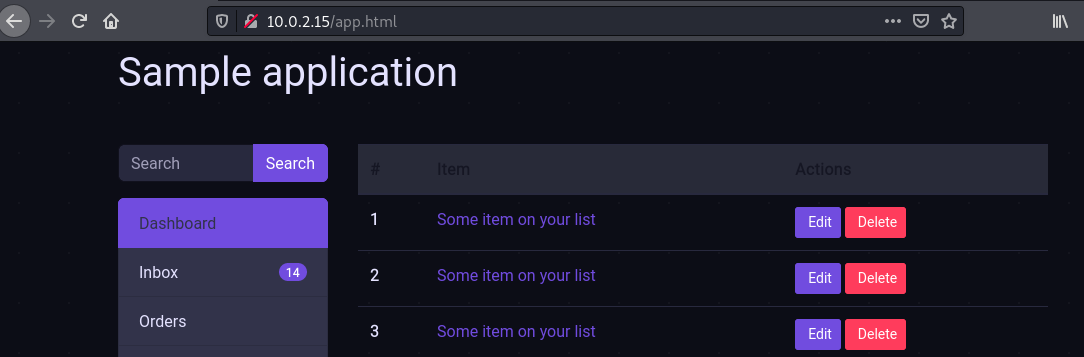 10.0.2.15/app.html
Sample application
Search Search
# Item Actions
Dashboard
1 Some item on your list Edit Delete
Inbox 14
2 Some item on your list Edit Delete
Orders
3 Some item on your list Edit Delete